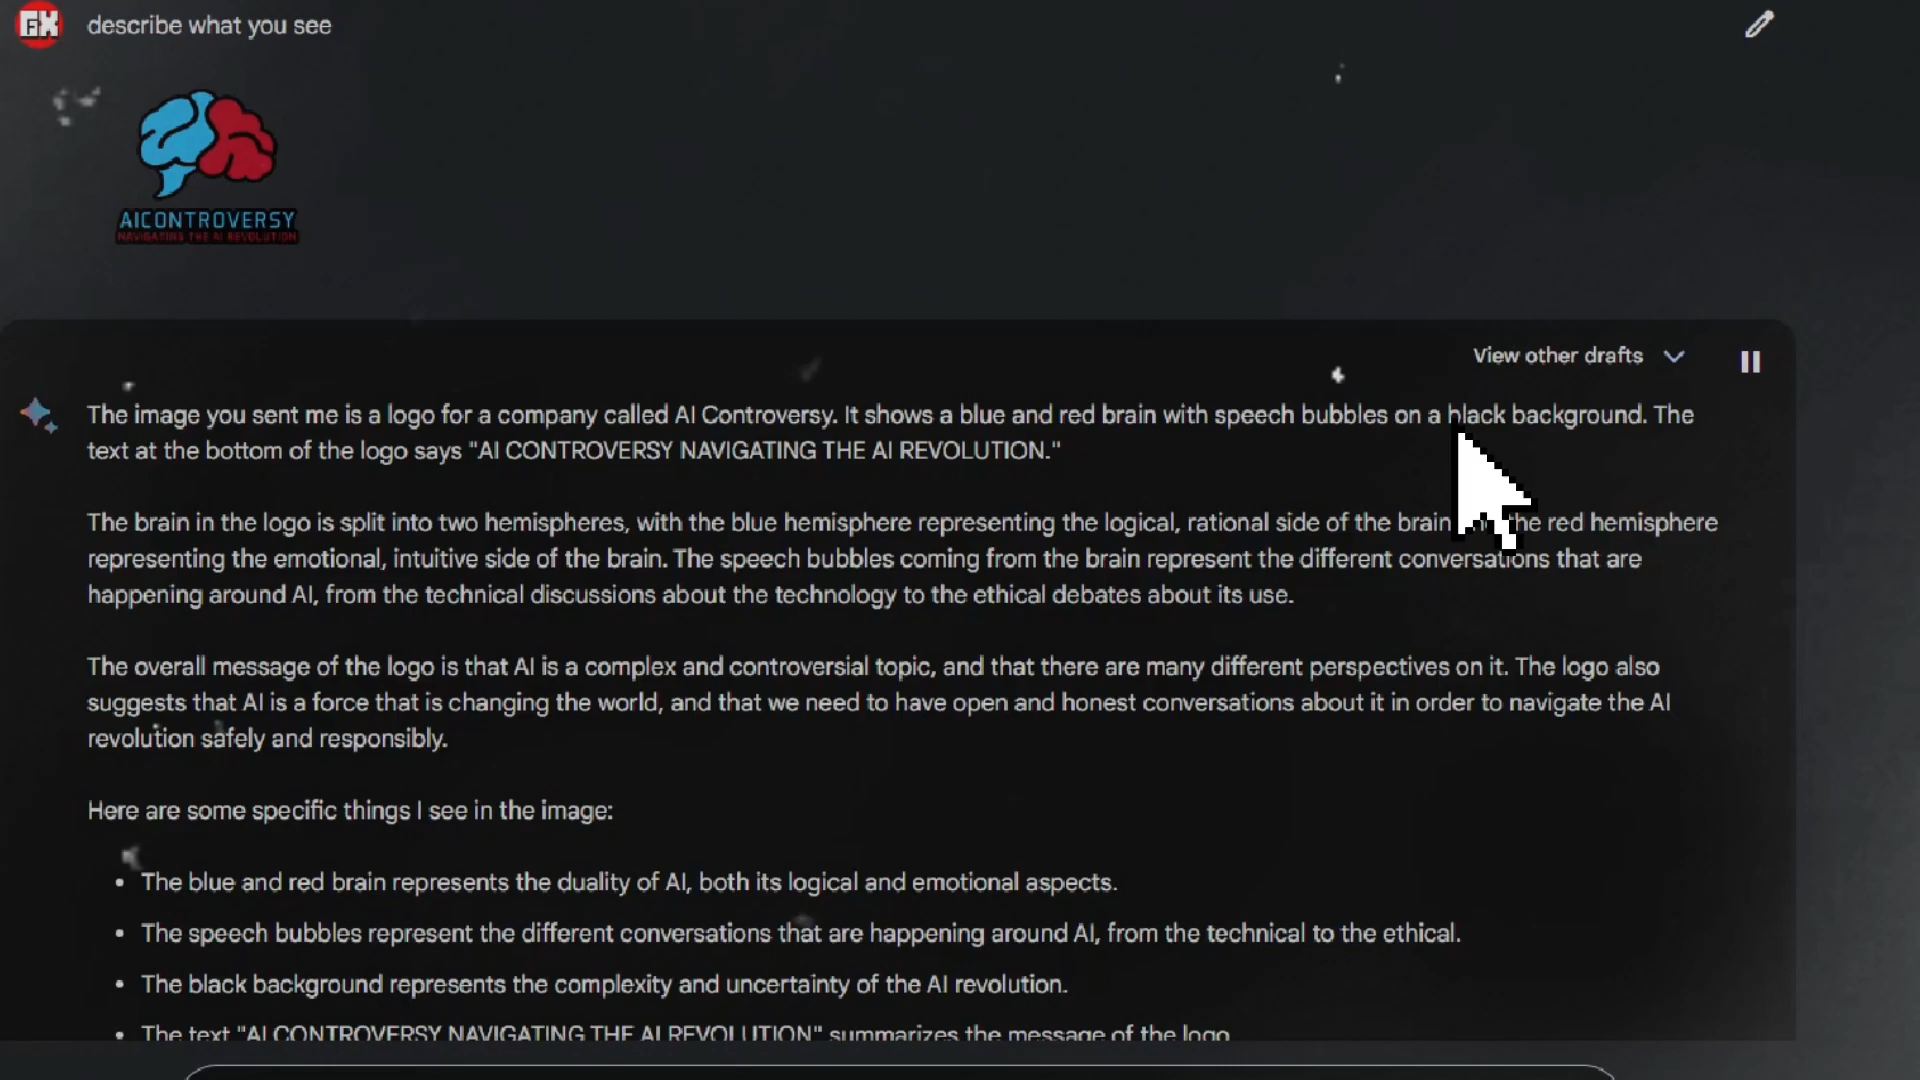 FX
describe what you see
AICONTROVERSY
NAVIGATING THE AI REVOLUTION
View other drafts
The image you sent me is a logo for a company called AI Controversy. It shows a blue and red brain with speech bubbles on a black background. The
text at the bottom of the logo says "AI CONTROVERSY NAVIGATING THE AI REVOLUTION."
The brain in the logo is split into two hemispheres, with the blue hemisphere representing the logical, rational side of the brain the red hemisphere
representing the emotional, intuitive side of the brain. The speech bubbles coming from the brain represent the different conversations that are
happening around AI, from the technical discussions about the technology to the ethical debates about its use.
The overall message of the logo is that AI is a complex and controversial topic, and that there are many different perspectives on it. The logo also
suggests that AI is a force that is changing the world, and that we need to have open and honest conversations about it in order to navigate the AI
revolution safely and responsibly.
Here are some specific things I see in the image:
• The blue and red brain represents the duality of AI, both its logical and emotional aspects.
• The speech bubbles represent the different conversations that are happening around AI, from the technical to the ethical.
• The black background represents the complexity and uncertainty of the AI revolution.
• The text "AI CONTROVERSY NAVIGATING THE AI REVOLUTION" summarizes the message of the logo